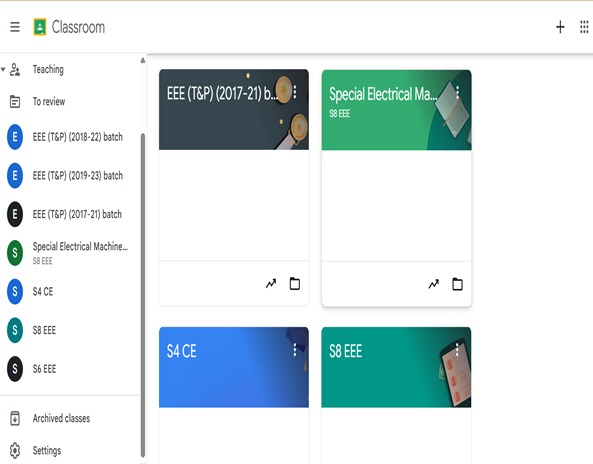 Classroom
Teaching
To review
E EEE (T&P) (2018-22) batch
E EEE (T&P) (2019-23) batch
E EEE (T&P) (2017-21) batch
S Special Electrical Machine...
S8 EEE
S S4 CE
S S8 EEE
S S6 EEE
Archived classes
Settings
EEE (T&P) (2017-21) b...
Special Electrical Ma...
S8 EEE
S4 CE
S8 EEE